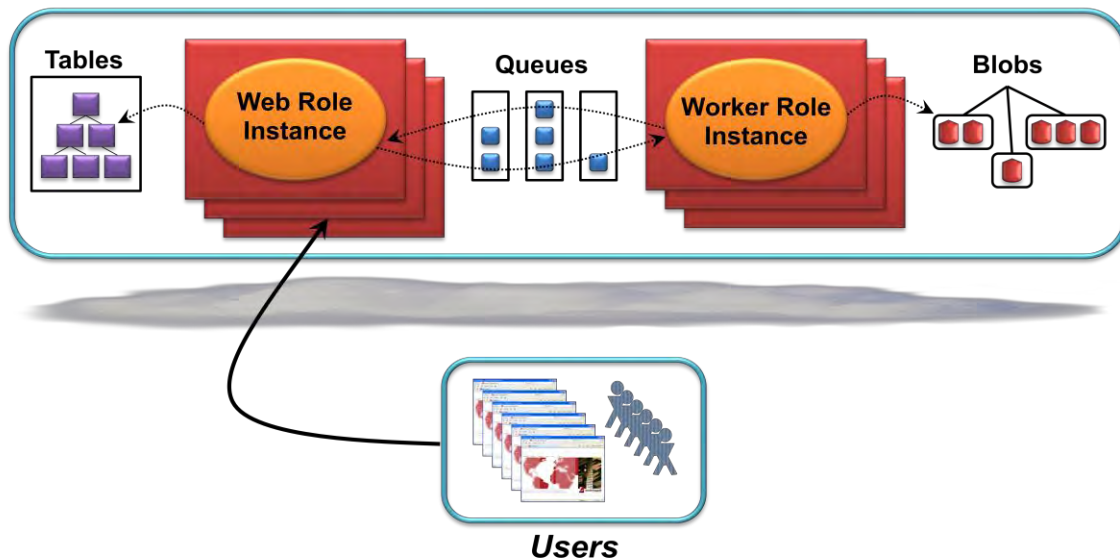 Tables
Web Role
Instance
Queues
Worker Role
Instance
Blobs
Users